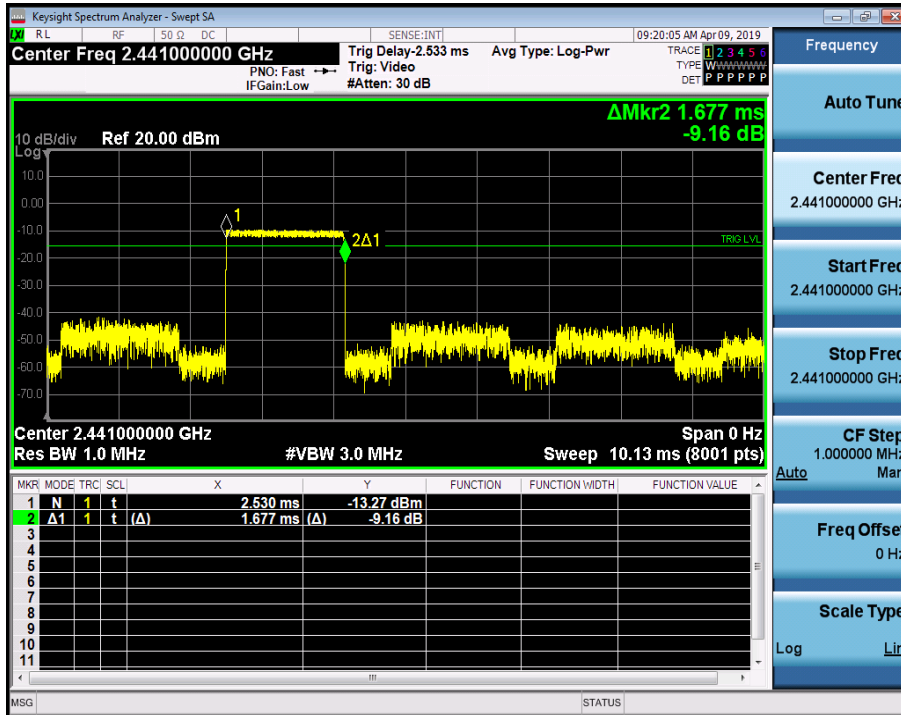 Keysight Spectrum Analyzer - Swept SA
LXI RL RF 50 Ω DC SENSE:INT 09:20:05 AM Apr 09, 2019
Center Freq 2.441000000 GHz
PNO: Fast
IFGain:Low
Trig Delay-2.533 ms
Trig: Video
#Atten: 30 dB
Avg Type: Log-Pwr
TRACE 1 2 3 4 5 6
TYPE WWWWWW
DET P P P P P P
ΔMkr2 1.677 ms
-9.16 dB
10 dB/div Ref 20.00 dBm
Log
10.0
0.00
-10.0
-20.0
-30.0
-40.0
-50.0
-60.0
-70.0
1
2Δ1
TRIG LVL
Center 2.441000000 GHz Span 0 Hz
Res BW 1.0 MHz #VBW 3.0 MHz Sweep 10.13 ms (8001 pts)
MKR MODE TRC SCL X Y FUNCTION FUNCTION WIDTH FUNCTION VALUE
1 N 1 t 2.530 ms -13.27 dBm
2 Δ1 1 t (Δ) 1.677 ms (Δ) -9.16 dB
3
4
5
6
7
8
9
10
11
MSG STATUS
Frequency
Auto Tune
Center Freq
2.441000000 GHz
Start Freq
2.441000000 GHz
Stop Freq
2.441000000 GHz
CF Step
1.000000 MHz
Auto Man
Freq Offset
0 Hz
Scale Type
Log Lin